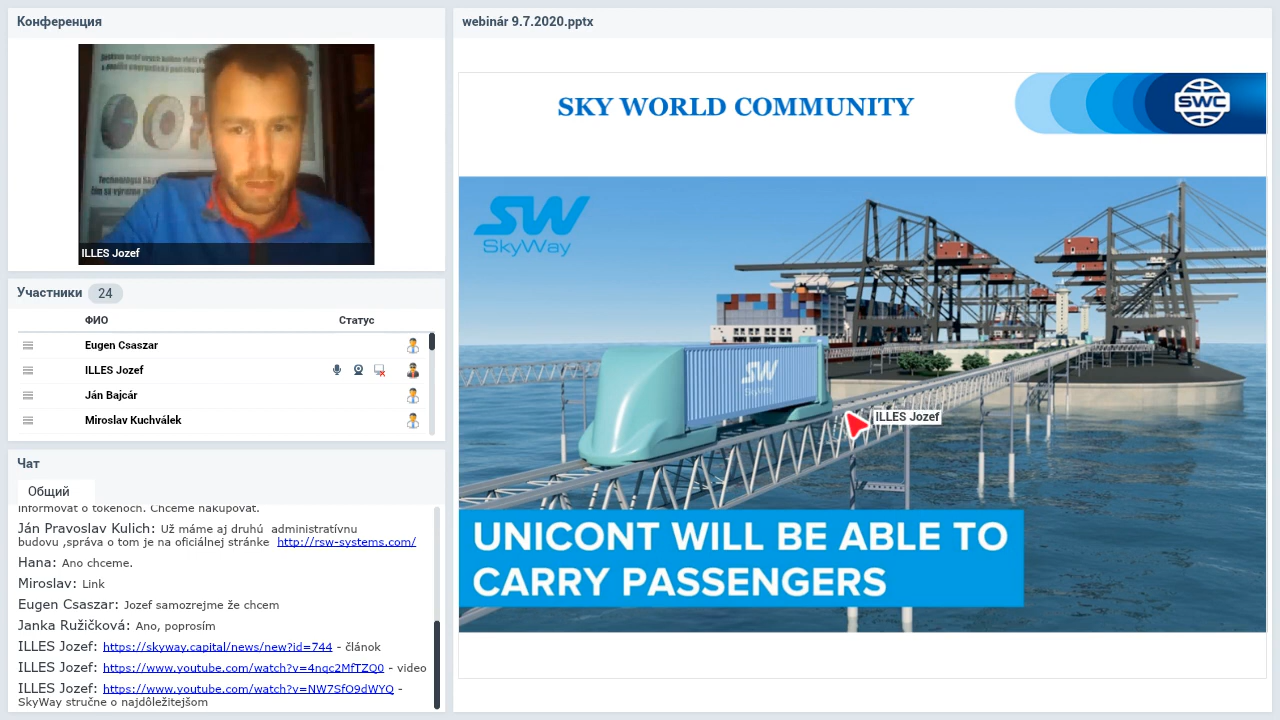 Конференция
ILLES Jozef
Участники 24
ФИО Статус
Eugen Csaszar
ILLES Jozef
Ján Bajcár
Miroslav Kuchválek
Чат
Общий
informovať o tokenoch. Chceme nakupovať.
Ján Pravoslav Kulich: Už máme aj druhú administratívnu
budovu ,správa o tom je na oficiálnej stránke http://rsw-systems.com/
Hana: Ano chceme.
Miroslav: Link
Eugen Csaszar: Jozef samozrejme že chcem
Janka Ružičková: Ano, poprosím
ILLES Jozef: https://skyway.capital/news/new?id=744 - článok
ILLES Jozef: https://www.youtube.com/watch?v=4nqc2MfTZQ0 - video
ILLES Jozef: https://www.youtube.com/watch?v=NW7SfO9dWYQ -
SkyWay stručne o najdôležitejšom
webinár 9.7.2020.pptx
SKY WORLD COMMUNITY
SWC
SW
SkyWay
SW
SkyWay
ILLES Jozef
UNICONT WILL BE ABLE TO
CARRY PASSENGERS